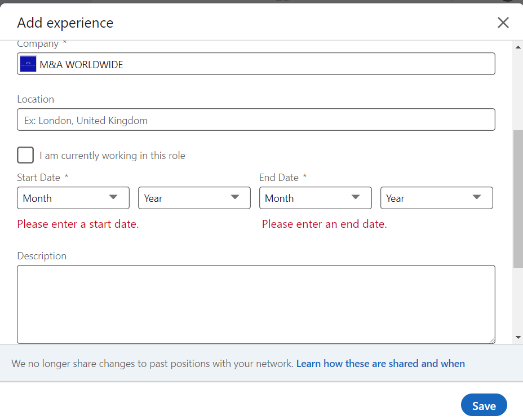 Add experience
Company *
M&A WORLDWIDE
Location
Ex: London, United Kingdom
I am currently working in this role
Start Date * End Date *
Month Year Month Year
Please enter a start date. Please enter an end date.
Description
We no longer share changes to past positions with your network. Learn how these are shared and when
Save